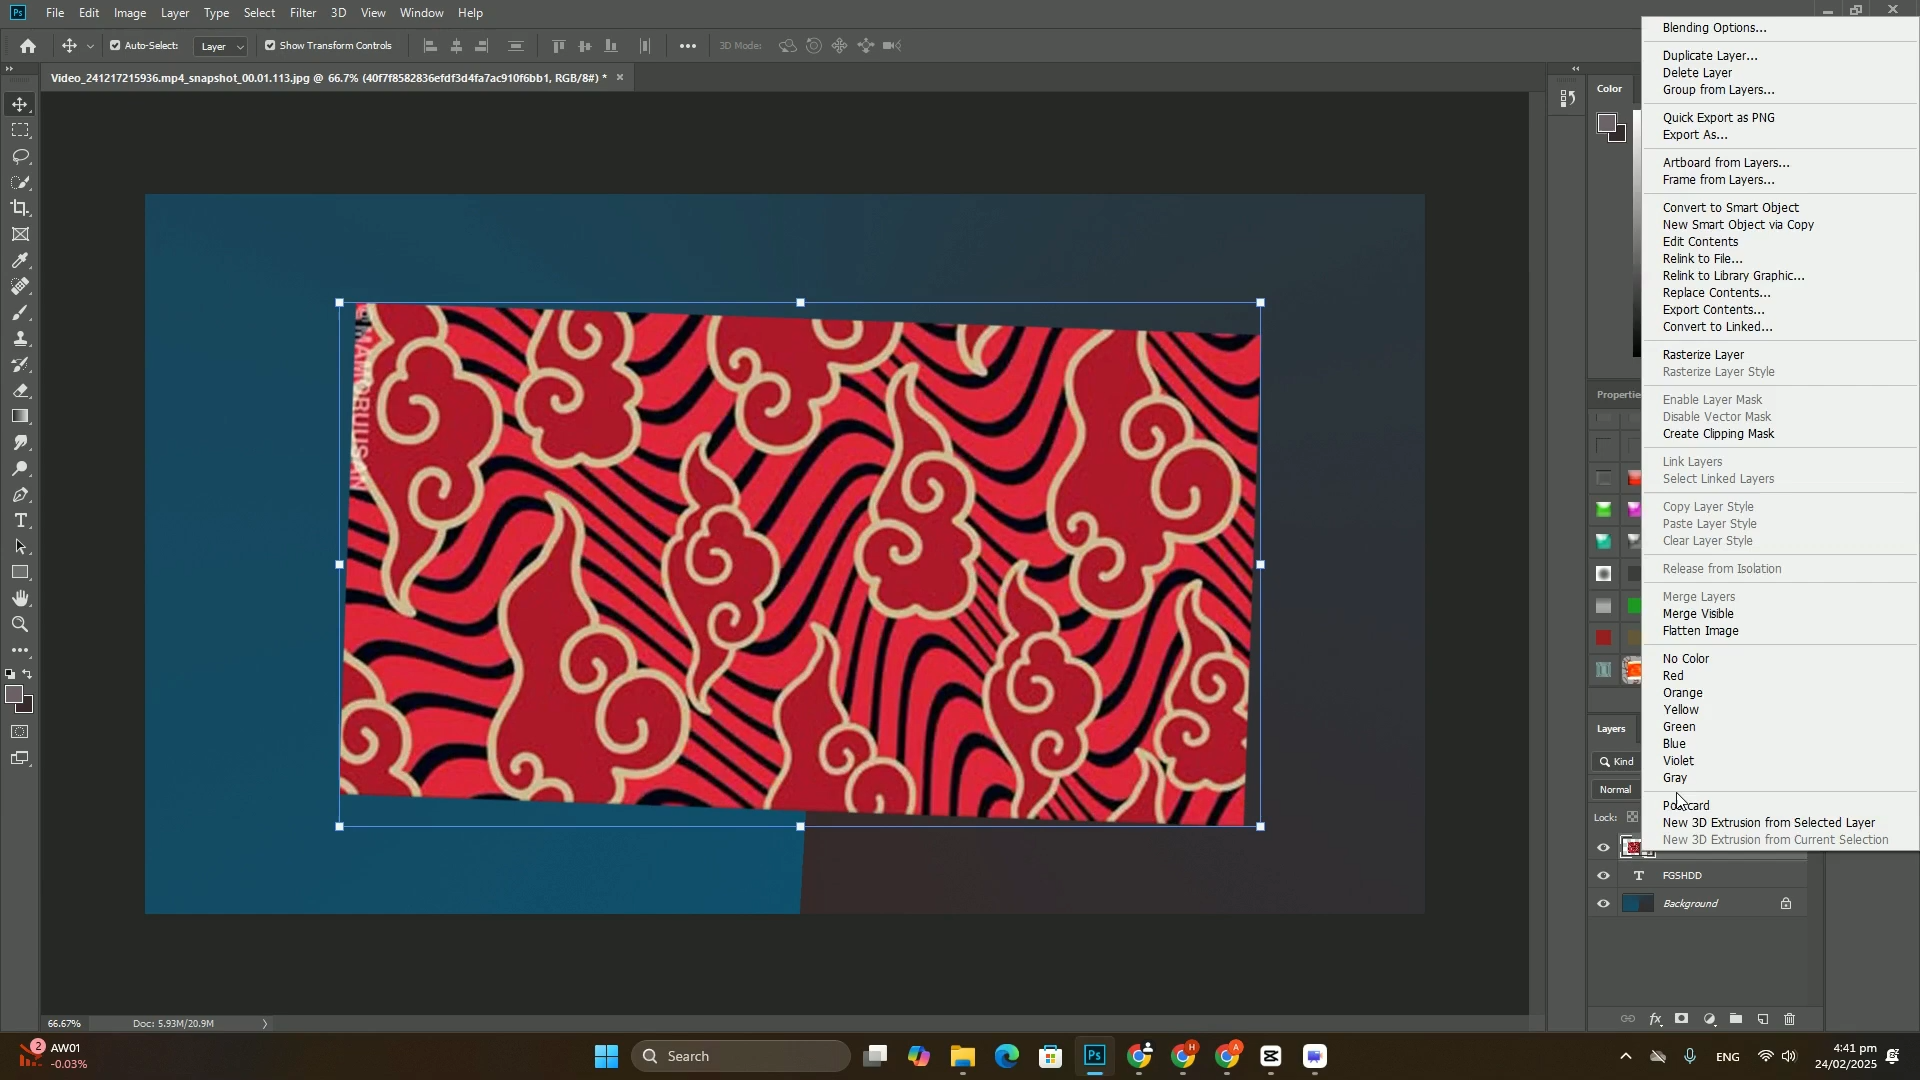 Ps File Edit Image Layer Type Select Filter 3D View Window Help
Auto-Select: Layer Show Transform Controls 3D Mode:
Video_241217215936.mp4_snapshot_00.01.113.jpg @ 66.7% (40f7f8582836efdf3d4fa7ac910f6bb1, RGB/8#) *
@MAMORIUUSAIN
66.67% Doc: 5.93M/20.9M
Color
Properties
Layers
Kind
Normal
Lock:
FGSHDD
Background
fx
Blending Options...
Duplicate Layer...
Delete Layer
Group from Layers...
Quick Export as PNG
Export As...
Artboard from Layers...
Frame from Layers...
Convert to Smart Object
New Smart Object via Copy
Edit Contents
Relink to File...
Relink to Library Graphic...
Replace Contents...
Export Contents...
Convert to Linked...
Rasterize Layer
Rasterize Layer Style
Enable Layer Mask
Disable Vector Mask
Create Clipping Mask
Link Layers
Select Linked Layers
Copy Layer Style
Paste Layer Style
Clear Layer Style
Release from Isolation
Merge Layers
Merge Visible
Flatten Image
No Color
Red
Orange
Yellow
Green
Blue
Violet
Gray
Postcard
New 3D Extrusion from Selected Layer
New 3D Extrusion from Current Selection
2 AW01
-0.03%
Search
Ps
H
A
ENG
4:41 pm
24/02/2025